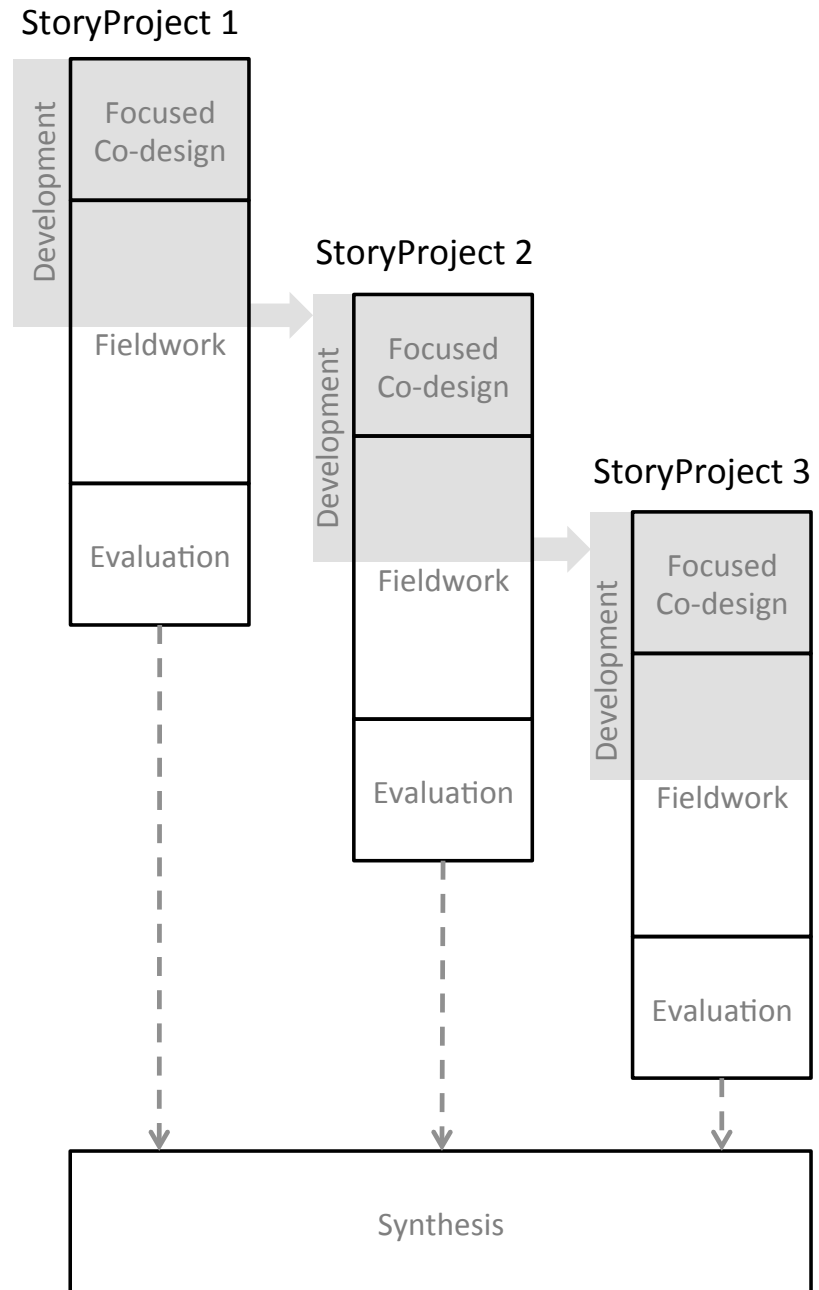 StoryProject 1
Development
Focused
Co-design
Fieldwork
Evaluation
StoryProject 2
Development
Focused
Co-design
Fieldwork
Evaluation
StoryProject 3
Development
Focused
Co-design
Fieldwork
Evaluation
Synthesis